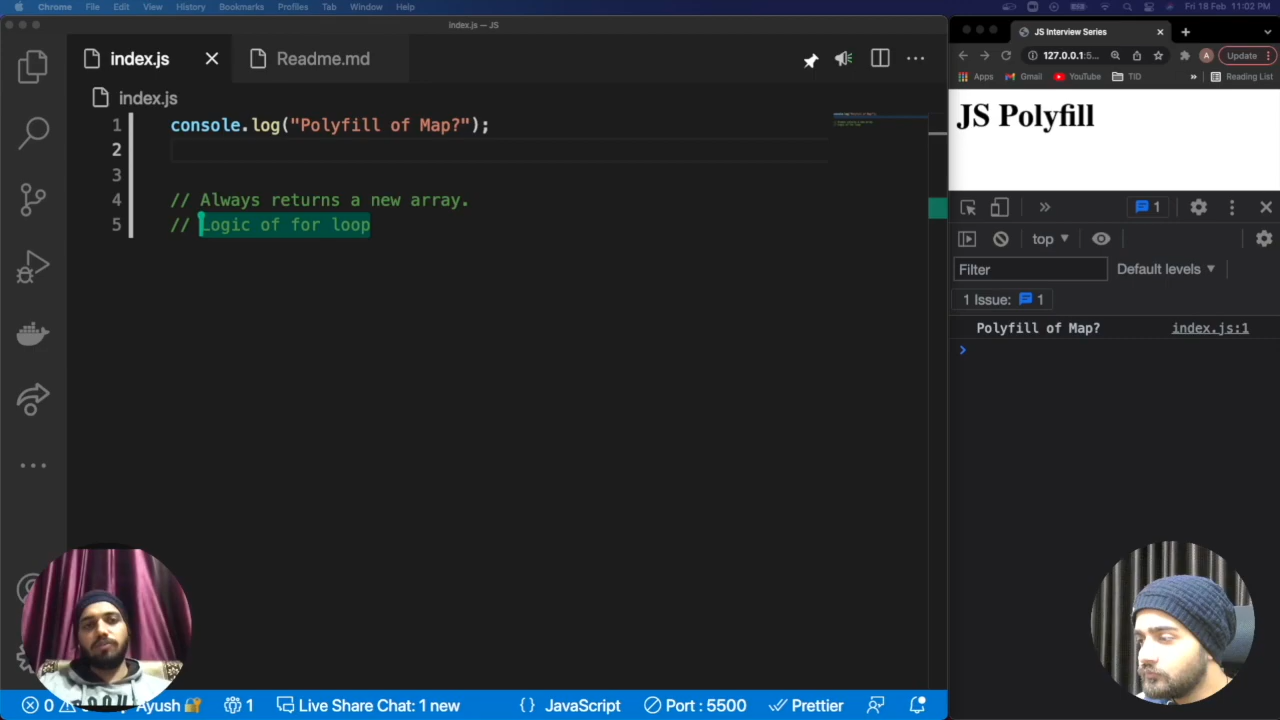 Chrome File Edit View History Bookmarks Profiles Tab Window Help Fri 18 Feb 11:02 PM
index.js — JS
index.js Readme.md
index.js
1 console.log("Polyfill of Map?");
2
3
4 // Always returns a new array.
5 // Logic of for loop
0 Ayush 1 Live Share Chat: 1 new { } JavaScript Port : 5500 Prettier
JS Interview Series
127.0.0.1:5... A Update
Apps Gmail YouTube TID » Reading List
JS Polyfill
» 1
top
Filter Default levels
1 Issue: 1
Polyfill of Map? index.js:1